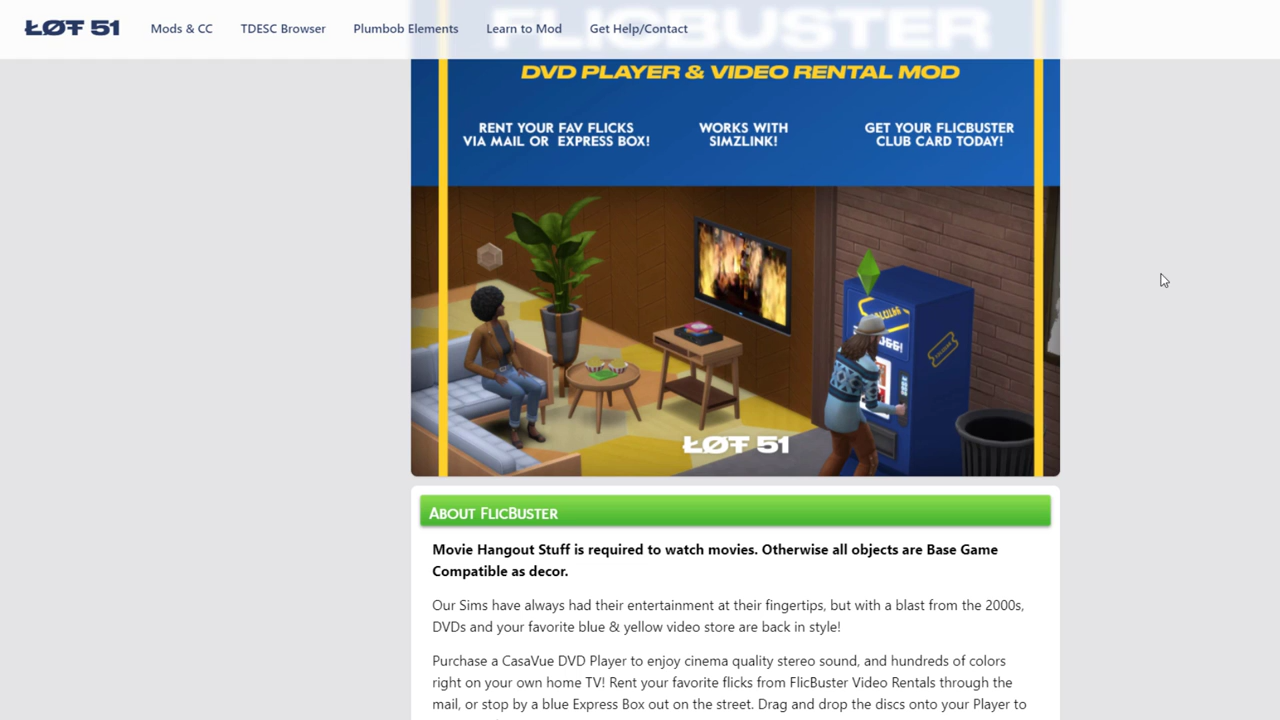 ŁØŦ 51
Mods & CC
TDESC Browser
Plumbob Elements
Learn to Mod
Get Help/Contact
FLICBUSTER
DVD PLAYER & VIDEO RENTAL MOD
RENT YOUR FAV FLICKS
VIA MAIL OR EXPRESS BOX!
WORKS WITH
SIMZLINK!
GET YOUR FLICBUSTER
CLUB CARD TODAY!
ŁØŦ 51
About FlicBuster
Movie Hangout Stuff is required to watch movies. Otherwise all objects are Base Game
Compatible as decor.
Our Sims have always had their entertainment at their fingertips, but with a blast from the 2000s,
DVDs and your favorite blue & yellow video store are back in style!
Purchase a CasaVue DVD Player to enjoy cinema quality stereo sound, and hundreds of colors
right on your own home TV! Rent your favorite flicks from FlicBuster Video Rentals through the
mail, or stop by a blue Express Box out on the street. Drag and drop the discs onto your Player to